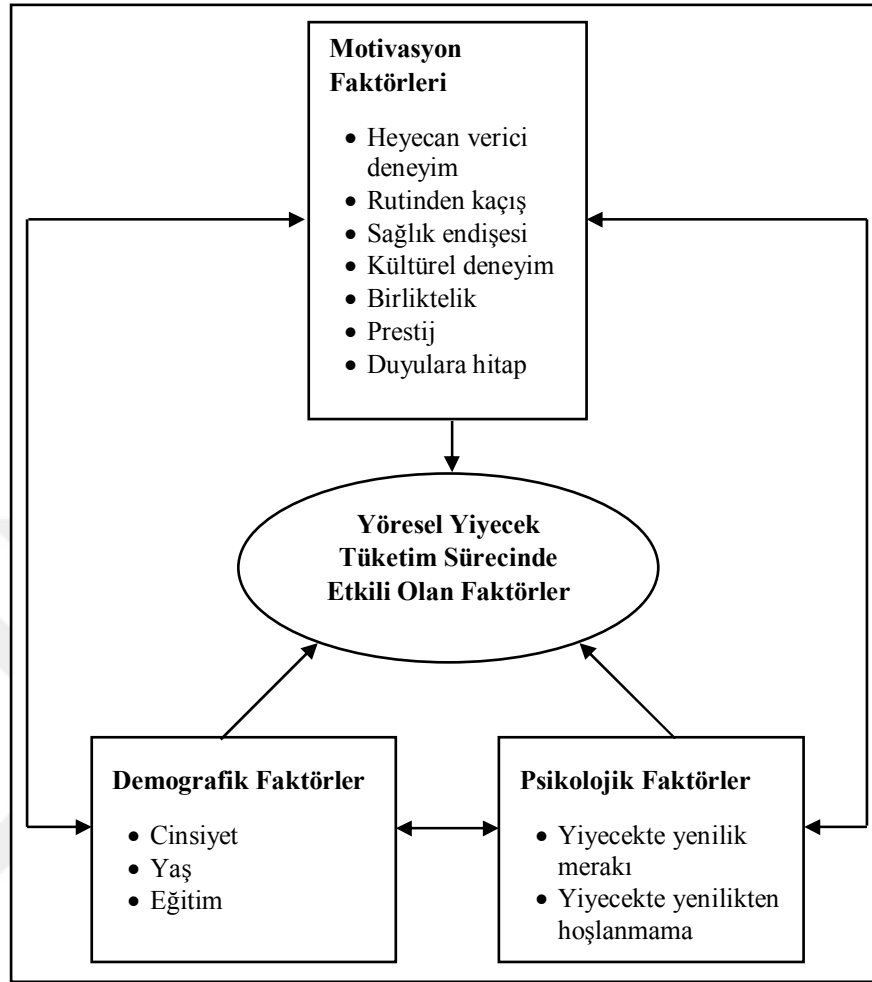 Motivasyon
Faktörleri
• Heyecan verici
deneyim
• Rutinden kaçış
• Sağlık endişesi
• Kültürel deneyim
• Birliktelik
• Prestij
• Duyulara hitap
Yöresel Yiyecek
Tüketim Sürecinde
Etkili Olan Faktörler
Demografik Faktörler
• Cinsiyet
• Yaş
• Eğitim
Psikolojik Faktörler
• Yiyecekte yenilik
merakı
• Yiyecekte yenilikten
hoşlanmama